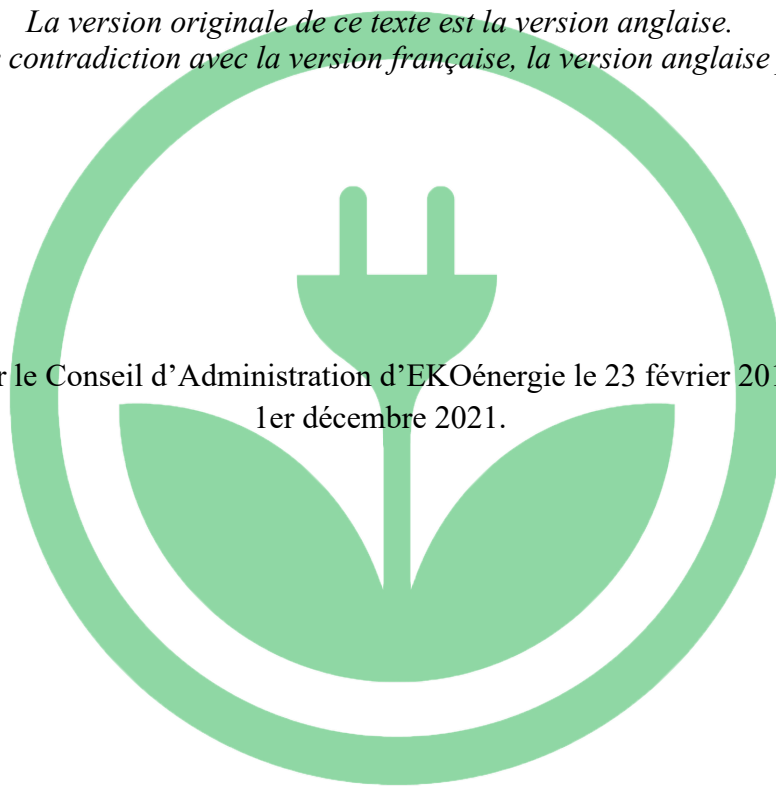 La version originale de ce texte est la version anglaise.
contradiction avec la version française, la version anglaise
le Conseil d’Administration d’EKOénergie le 23 février 201
1er décembre 2021.